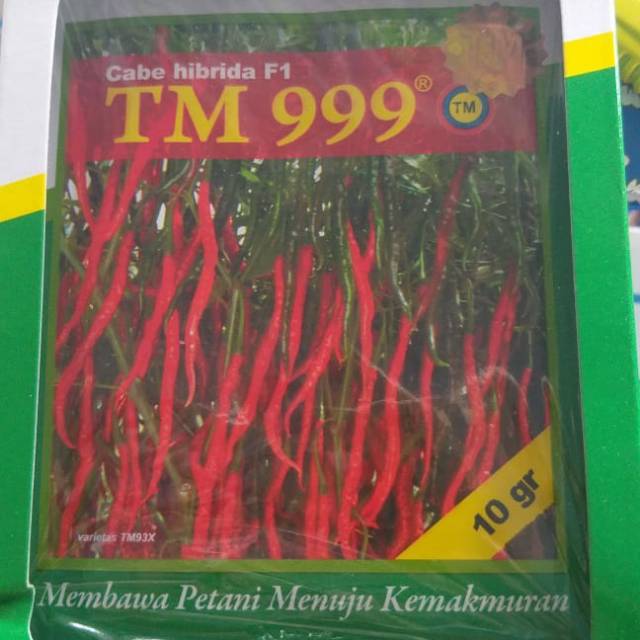 Cabe hibrida F1
TM 999®
TM
10 gr
varietas TM93X
Membawa Petani Menuju Kemakmuran